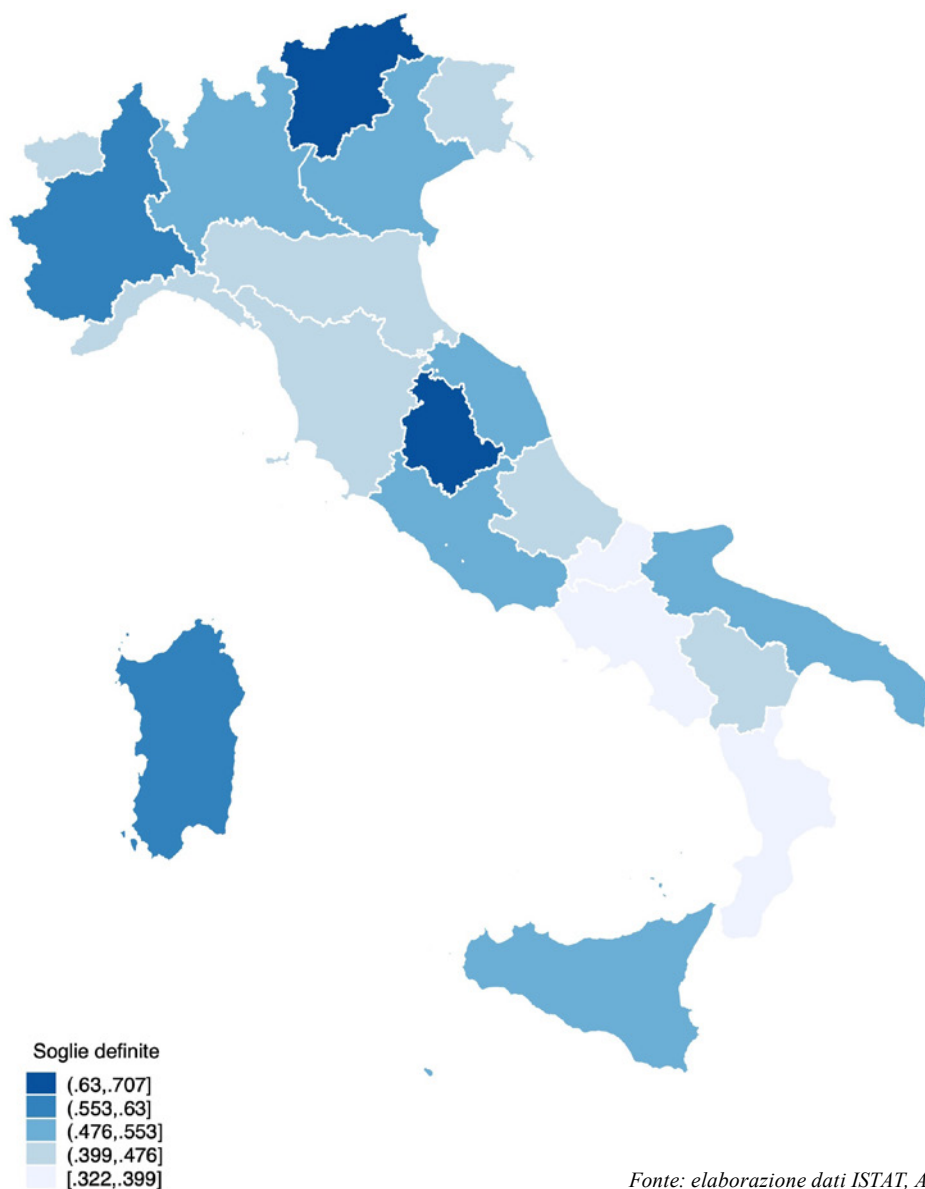 Soglie definite
(.63,.707]
(.553,.63]
(.476,.553]
(.399,.476]
[.322,.399]
Fonte: elaborazione dati ISTAT, A